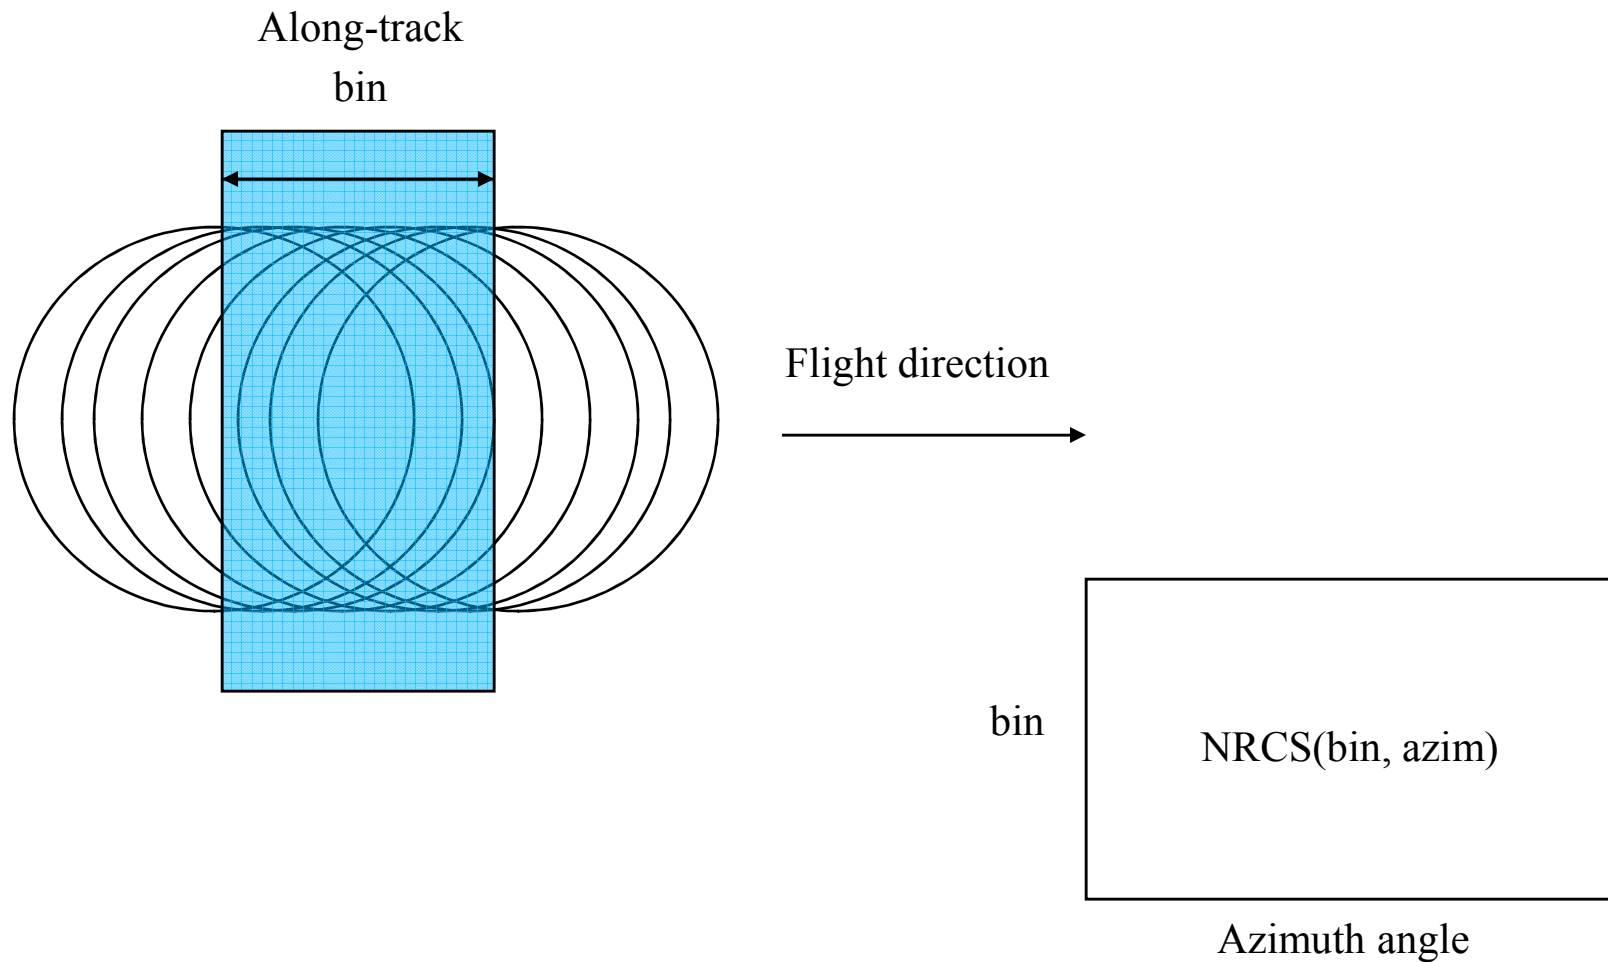 Along-track
bin
Flight direction
bin
NRCS(bin, azim)
Azimuth angle